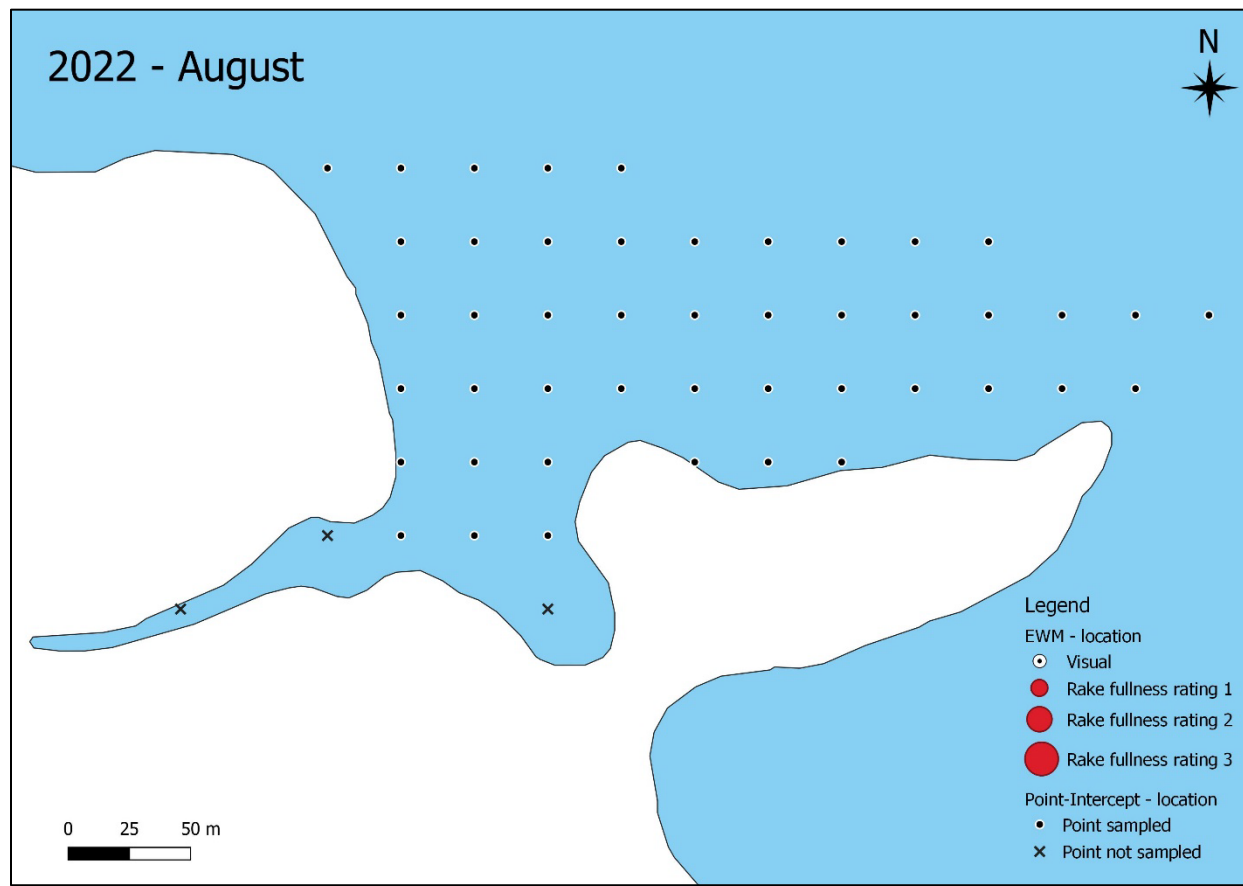 2022 - August
N
Legend
EWM - location
Visual
Rake fullness rating 1
Rake fullness rating 2
Rake fullness rating 3
Point-Intercept - location
Point sampled
Point not sampled
0 25 50 m